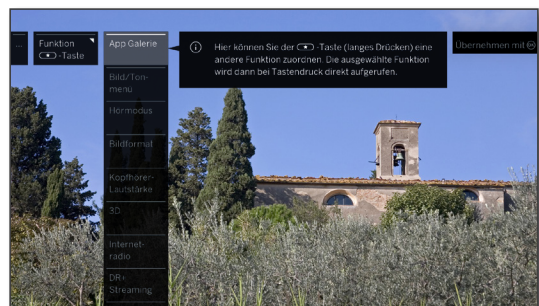 ...
Funktion
-Taste
App Galerie
Hier können Sie der -Taste (langes Drücken) eine
andere Funktion zuordnen. Die ausgewählte Funktion
wird dann bei Tastendruck direkt aufgerufen.
Übernehmen mit OK
Bild/Ton-
menü
Hörmodus
Bildformat
Kopfhörer-
Lautstärke
3D
Internet-
radio
DR+
Streaming